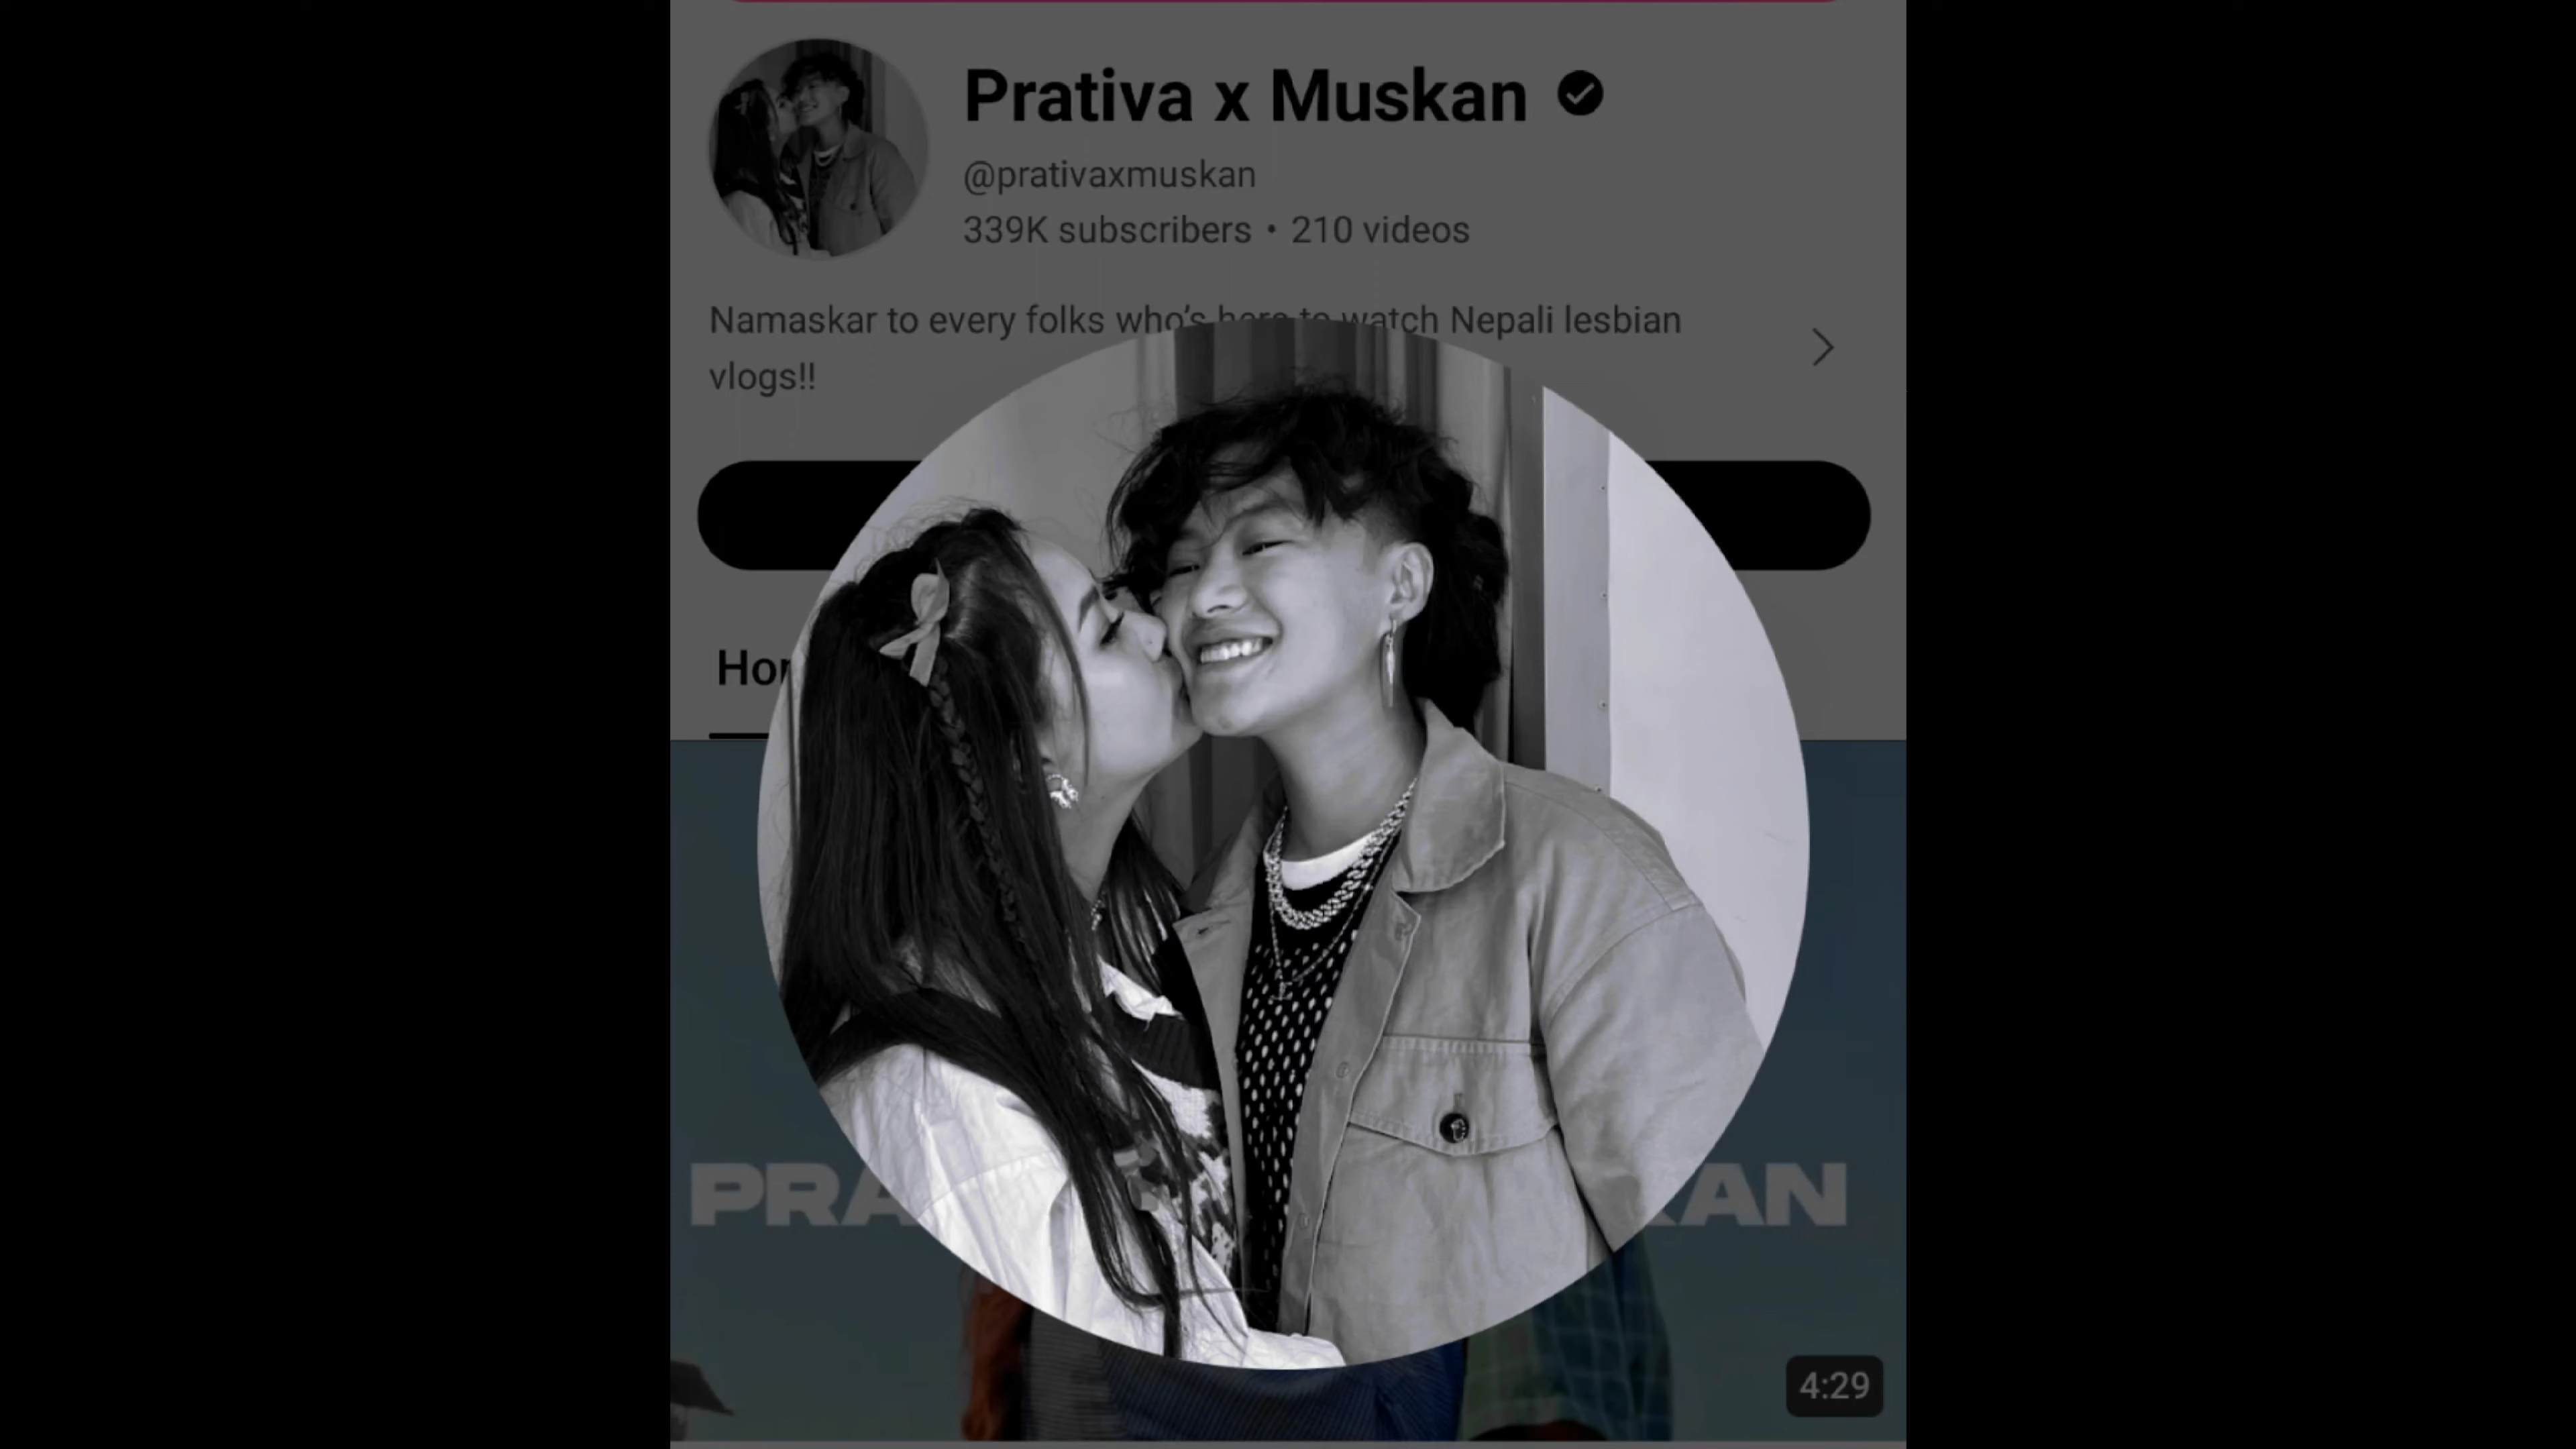 Prativa x Muskan
@prativaxmuskan
339K subscribers • 210 videos
Namaskar to every folks who's here to watch Nepali lesbian
vlogs!!
Hom
PRA KAN
4:29